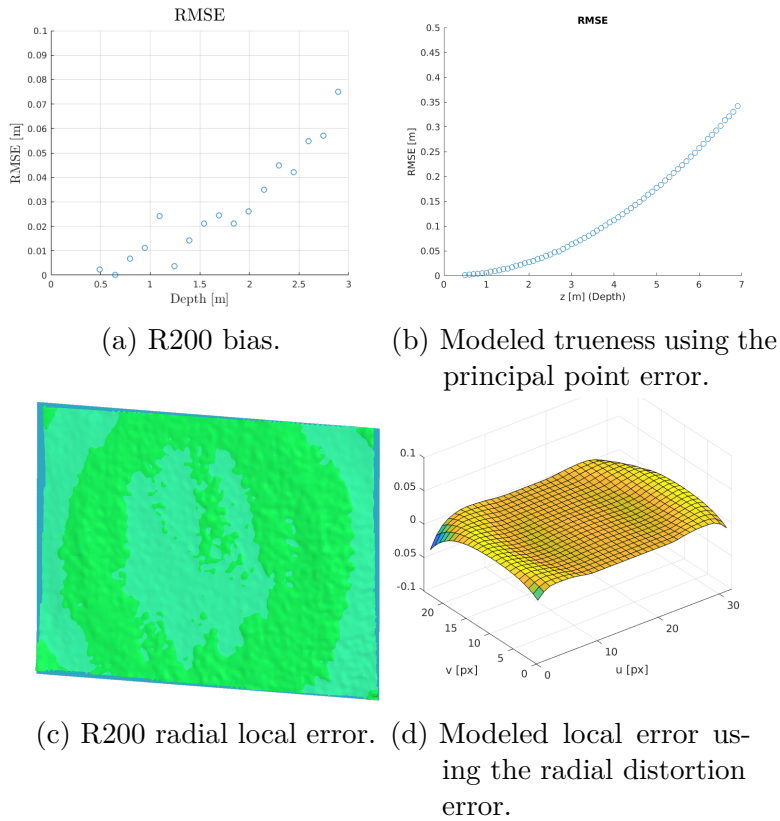 RMSE
0.1
0.09
0.08
0.07
0.06
0.05
0.04
0.03
0.02
0.01
0
RMSE [m]
0 0.5 1 1.5 2 2.5 3
Depth [m]
RMSE
0.5
0.45
0.4
0.35
0.3
0.25
0.2
0.15
0.1
0.05
0
RMSE [m]
0 1 2 3 4 5 6 7
z [m] (Depth)
(a) R200 bias.
(b) Modeled trueness using the
principal point error.
0.1
0.05
0
-0.05
-0.1
20
15
10
5
0
v [px]
0
10
20
30
u [px]
(c) R200 radial local error.
(d) Modeled local error us-
ing the radial distortion
error.